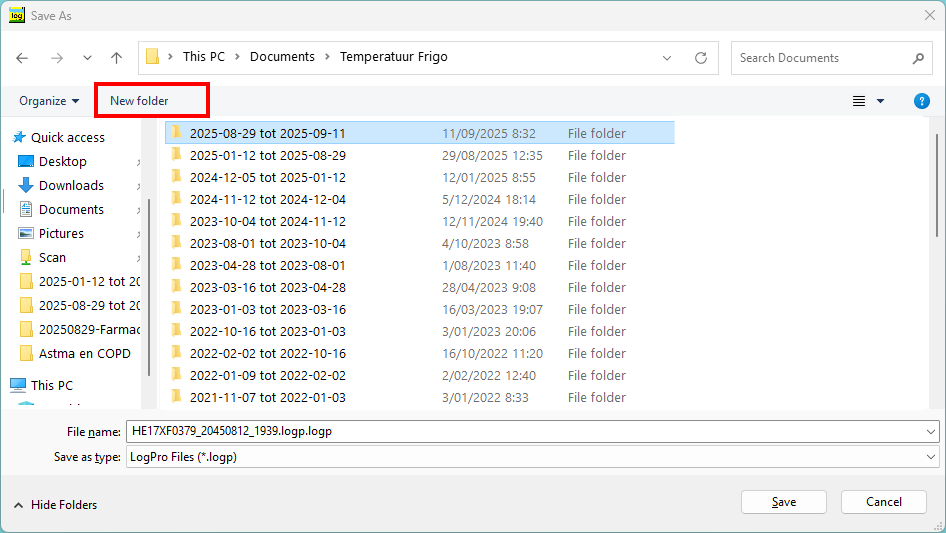 log Save As
This PC > Documents > Temperatuur Frigo
Search Documents
Organize New folder
?
Quick access
Desktop
Downloads
Documents
Pictures
Scan
2025-01-12 tot 20
2025-08-29 tot 20
20250829-Farmac
Astma en COPD
This PC
2025-08-29 tot 2025-09-11 11/09/2025 8:32 File folder
2025-01-12 tot 2025-08-29 29/08/2025 12:35 File folder
2024-12-05 tot 2025-01-12 12/01/2025 8:55 File folder
2024-11-12 tot 2024-12-04 5/12/2024 18:14 File folder
2023-10-04 tot 2024-11-12 12/11/2024 19:40 File folder
2023-08-01 tot 2023-10-04 4/10/2023 8:58 File folder
2023-04-28 tot 2023-08-01 1/08/2023 11:40 File folder
2023-03-16 tot 2023-04-28 28/04/2023 9:08 File folder
2023-01-03 tot 2023-03-16 16/03/2023 19:07 File folder
2022-10-16 tot 2023-01-03 3/01/2023 20:06 File folder
2022-02-02 tot 2022-10-16 16/10/2022 11:20 File folder
2022-01-09 tot 2022-02-02 2/02/2022 12:40 File folder
2021-11-07 tot 2022-01-03 3/01/2022 8:33 File folder
File name: HE17XF0379_20450812_1939.logp.logp
Save as type: LogPro Files (*.logp)
Hide Folders
Save Cancel